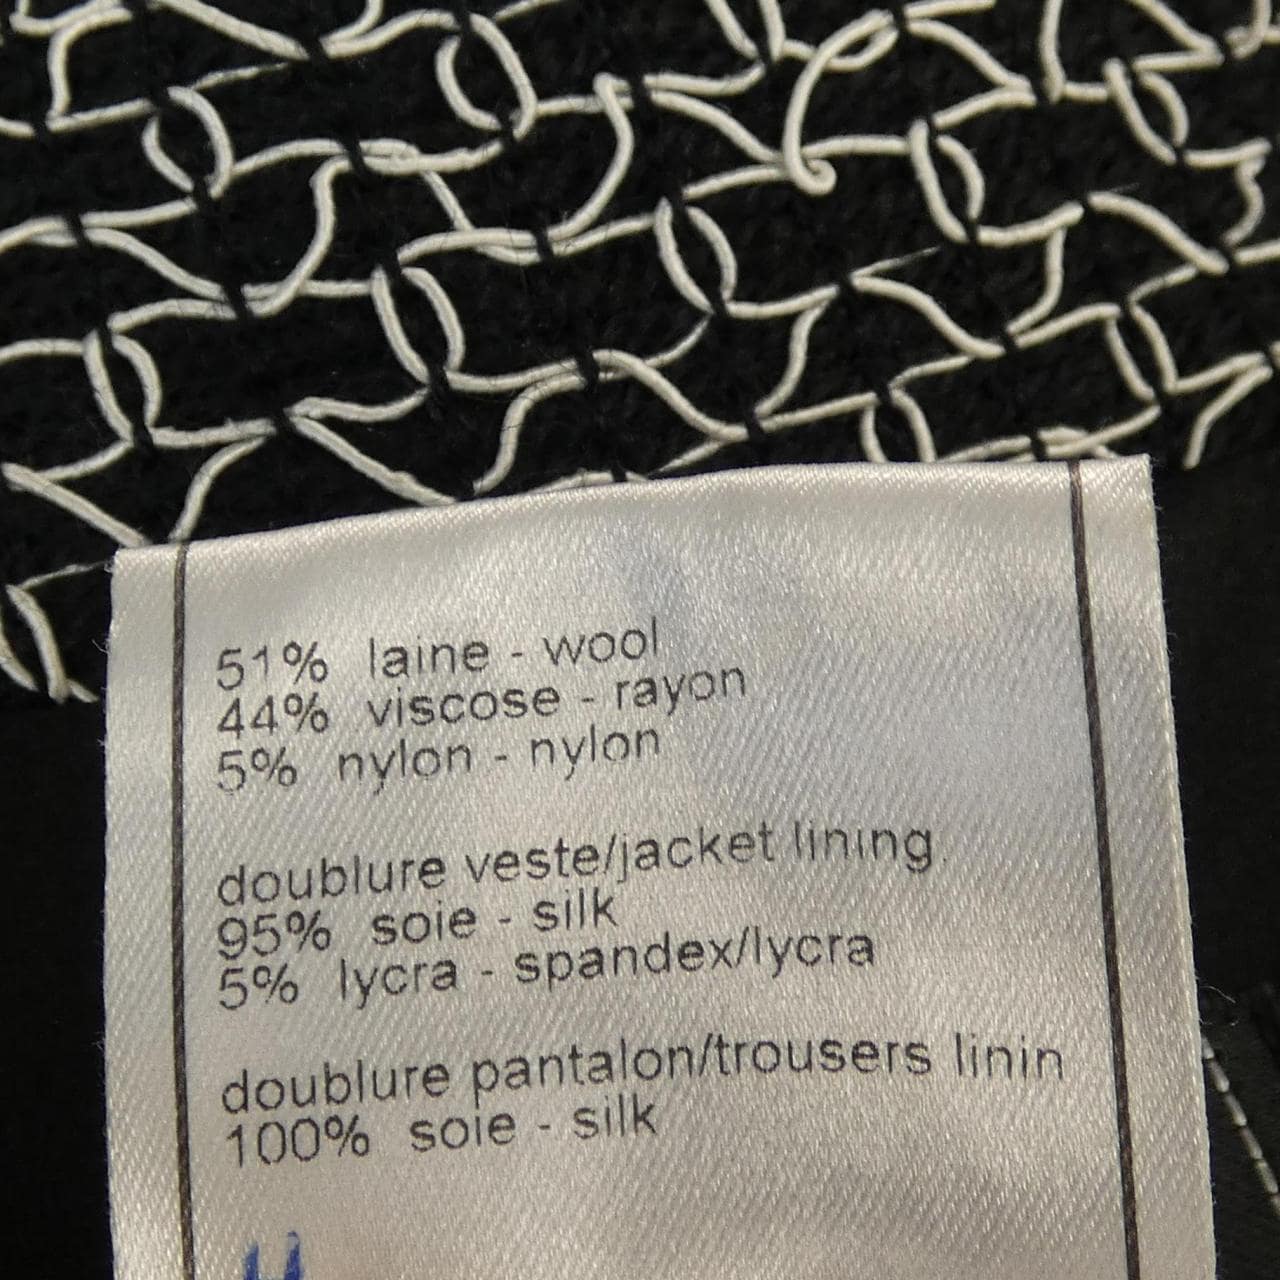 51% laine - wool
44% viscose - rayon
5% nylon - nylon
doublure veste/jacket lining
95% soie - silk
5% lycra - spandex/lycra
doublure pantalon/trousers linin
100% soie - silk